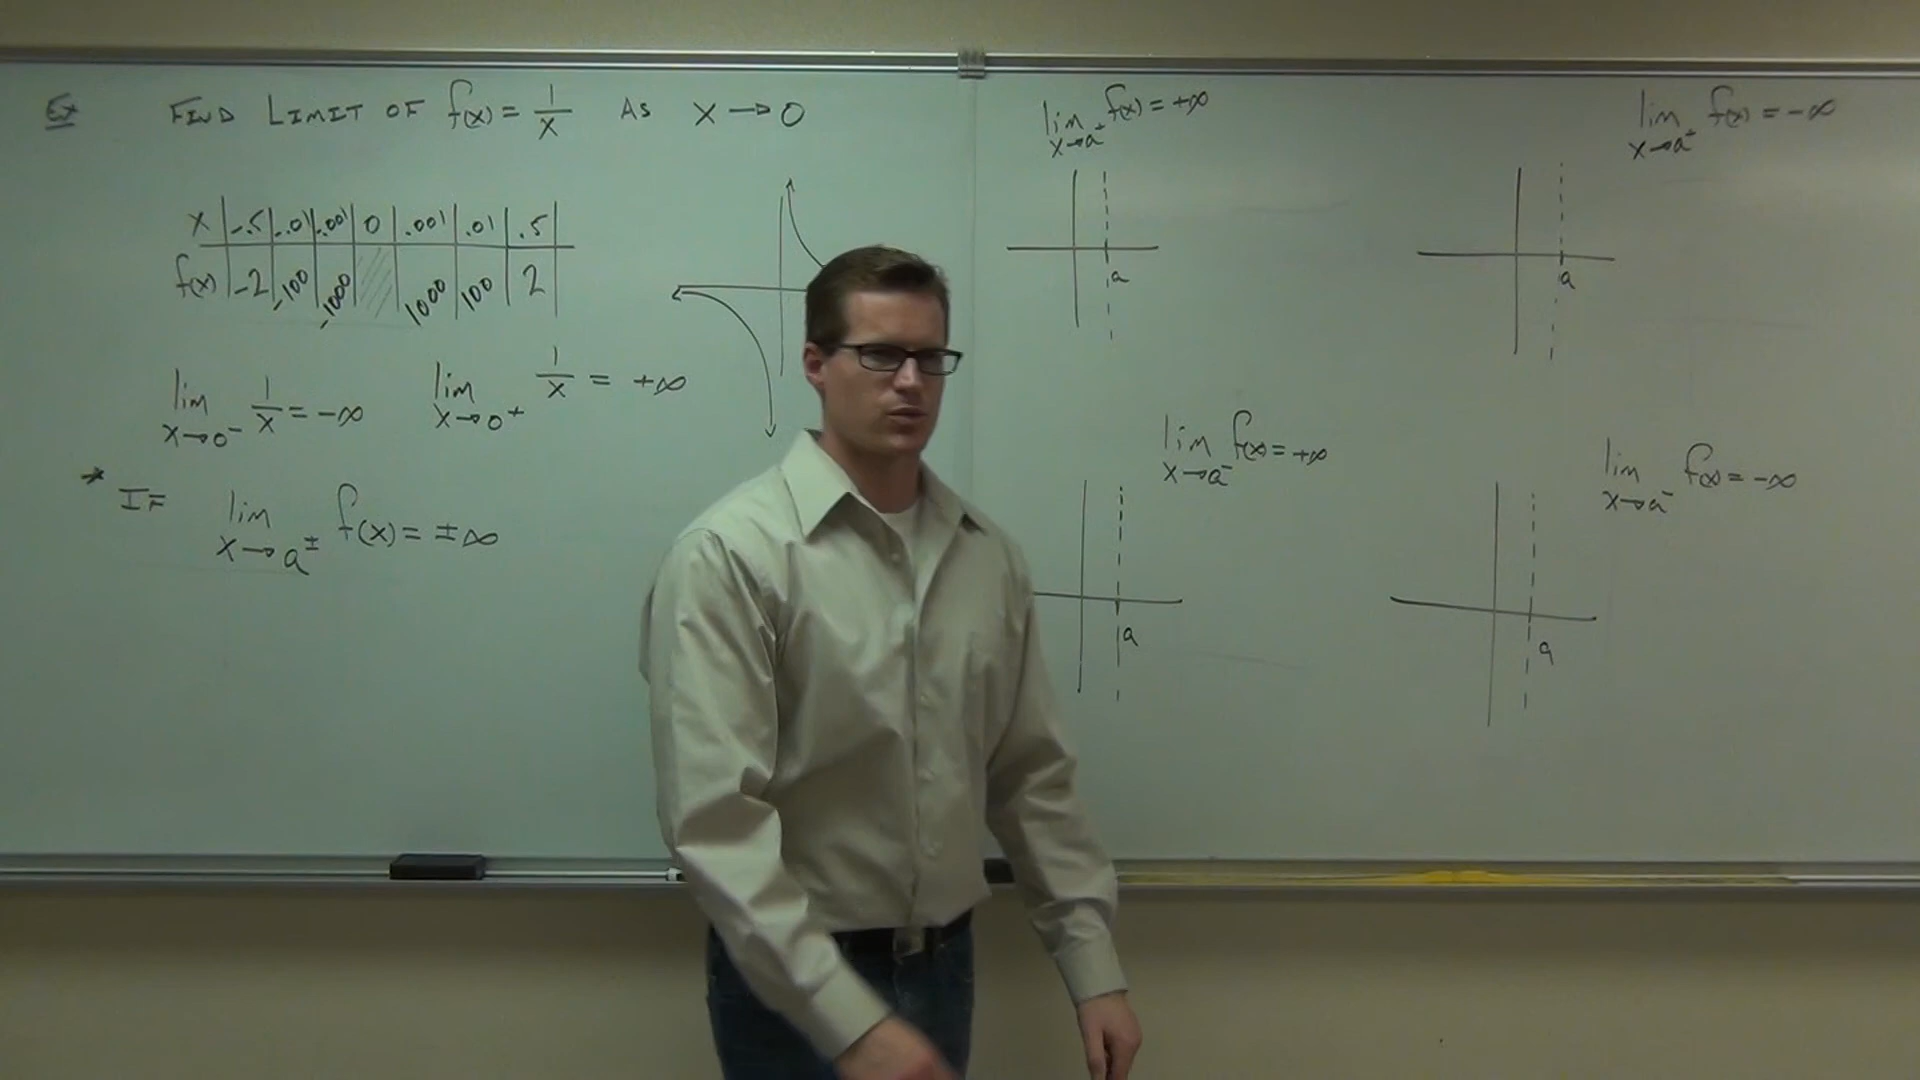 Ex FIND LIMIT OF f(x) = 1/x AS x → 0
x | -.5 | -.01 | -.001 | 0 | .001 | .01 | .5
f(x) | -2 | -100 | -1000 | | 1000 | 100 | 2
lim x→0⁻ 1/x = -∞
lim x→0⁺ 1/x = +∞
* IF lim x→a± f(x) = ±∞
lim x→a⁺ f(x) = +∞
a
lim x→a⁺ f(x) = -∞
a
lim x→a⁻ f(x) = +∞
a
lim x→a⁻ f(x) = -∞
a